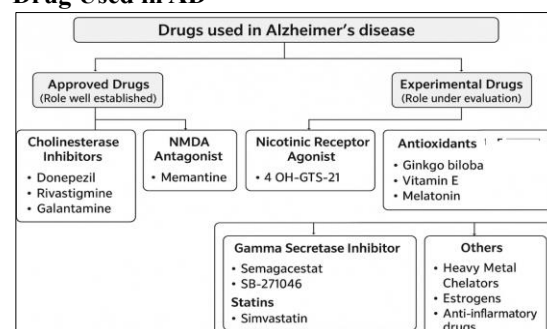 Drug Used in AD
Drugs used in Alzheimer's disease
Approved Drugs
(Role well established)
Experimental Drugs
(Role under evaluation)
Cholinesterase
Inhibitors
• Donepezil
• Rivastigmine
• Galantamine
NMDA
Antagonist
• Memantine
Nicotinic Receptor
Agonist
• 4 OH-GTS-21
Antioxidants
• Ginkgo biloba
• Vitamin E
• Melatonin
Gamma Secretase Inhibitor
• Semagacestat
• SB-271046
Statins
• Simvastatin
Others
• Heavy Metal
Chelators
• Estrogens
• Anti-inflarmatory
drugs